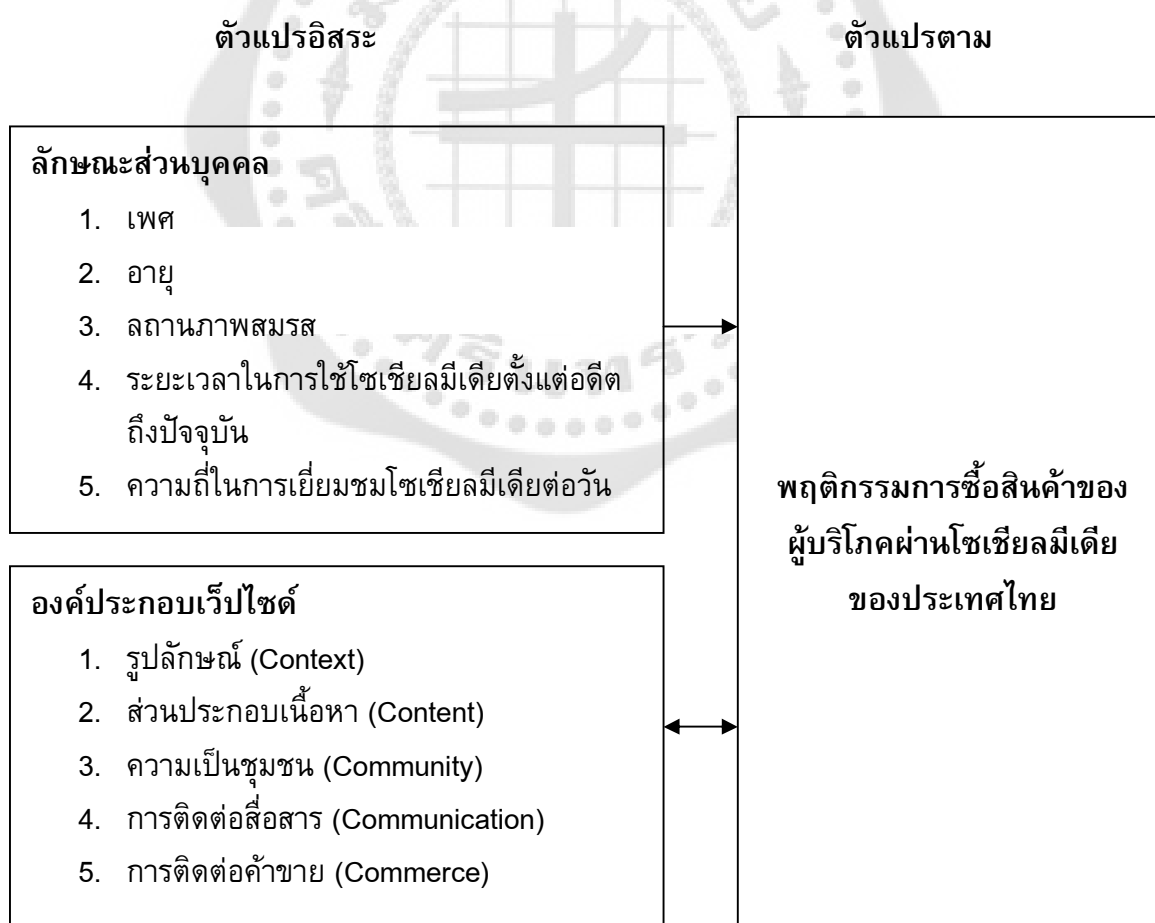 ตัวแปรอิสระ
ตัวแปรตาม
ลักษณะส่วนบุคคล
1. เพศ
2. อายุ
3. ลถานภาพสมรส
4. ระยะเวลาในการใช้โซเชียลมีเดียตั้งแต่อดีต
ถึงปัจจุบัน
5. ความถี่ในการเยี่ยมชมโซเชียลมีเดียต่อวัน
องค์ประกอบเว็ปไซด์
1. รูปลักษณ์ (Context)
2. ส่วนประกอบเนื้อหา (Content)
3. ความเป็นชุมชน (Community)
4. การติดต่อสื่อสาร (Communication)
5. การติดต่อค้าขาย (Commerce)
พฤติกรรมการซื้อสินค้าของ
ผู้บริโภคผ่านโซเชียลมีเดีย
ของประเทศไทย